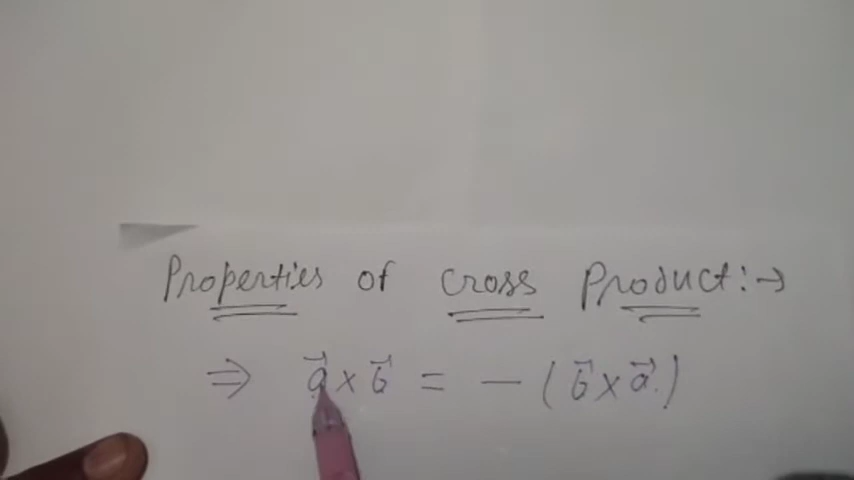 Properties of cross Product:→
⇒ a⃗ × b⃗ = – (b⃗ × a⃗)